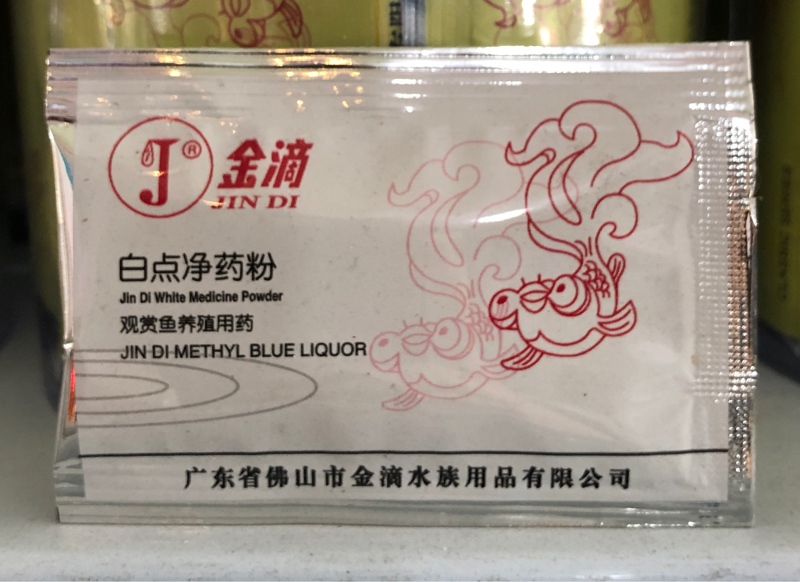 J®
金滴
JIN DI
白点净药粉
Jin Di White Medicine Powder
观赏鱼养殖用药
JIN DI METHYL BLUE LIQUOR
广东省佛山市金滴水族用品有限公司